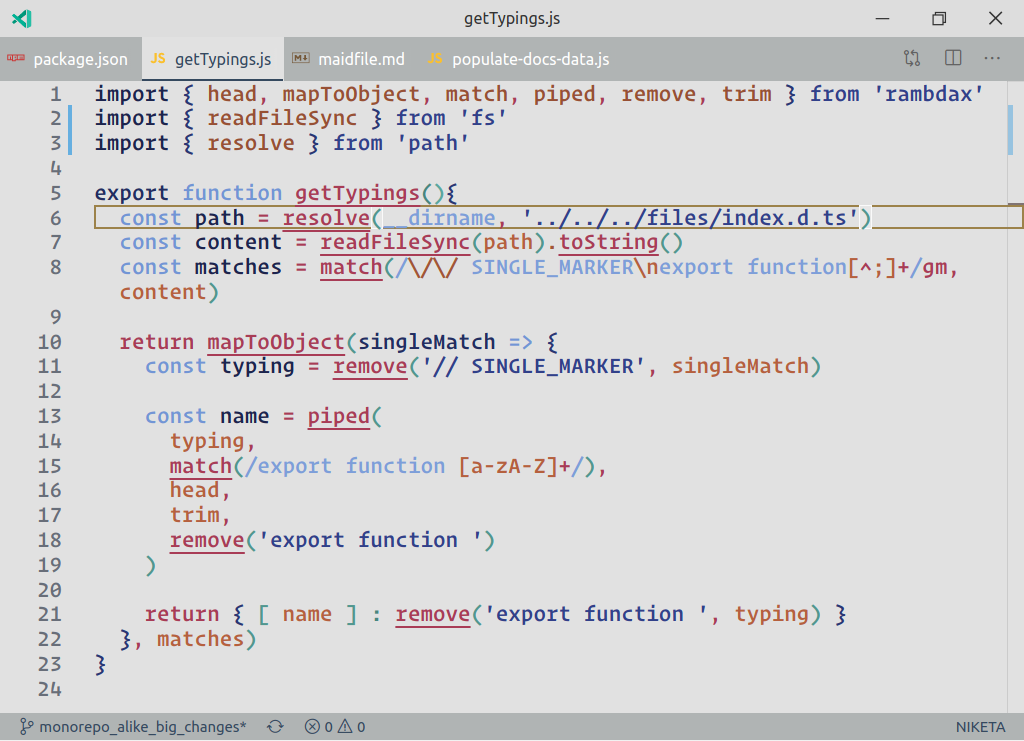 getTypings.js
npm package.json JS getTypings.js M↓ maidfile.md JS populate-docs-data.js ···
1 import { head, mapToObject, match, piped, remove, trim } from 'rambdax'
2 import { readFileSync } from 'fs'
3 import { resolve } from 'path'
4
5 export function getTypings(){
6 const path = resolve(__dirname, '../../../files/index.d.ts')
7 const content = readFileSync(path).toString()
8 const matches = match(/\/\/ SINGLE_MARKER\nexport function[^;]+/gm,
content)
9
10 return mapToObject(singleMatch => {
11 const typing = remove('// SINGLE_MARKER', singleMatch)
12
13 const name = piped(
14 typing,
15 match(/export function [a-zA-Z]+/),
16 head,
17 trim,
18 remove('export function ')
19 )
20
21 return { [ name ] : remove('export function ', typing) }
22 }, matches)
23 }
24
monorepo_alike_big_changes* 0 0 NIKETA